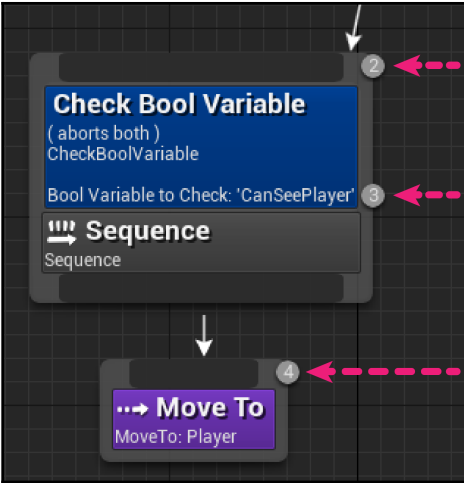 2
Check Bool Variable
( aborts both )
CheckBoolVariable
Bool Variable to Check: 'CanSeePlayer'
3
Sequence
Sequence
4
Move To
MoveTo: Player